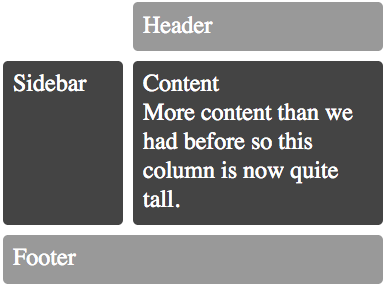 Header
Sidebar
Content
More content than we
had before so this
column is now quite
tall.
Footer